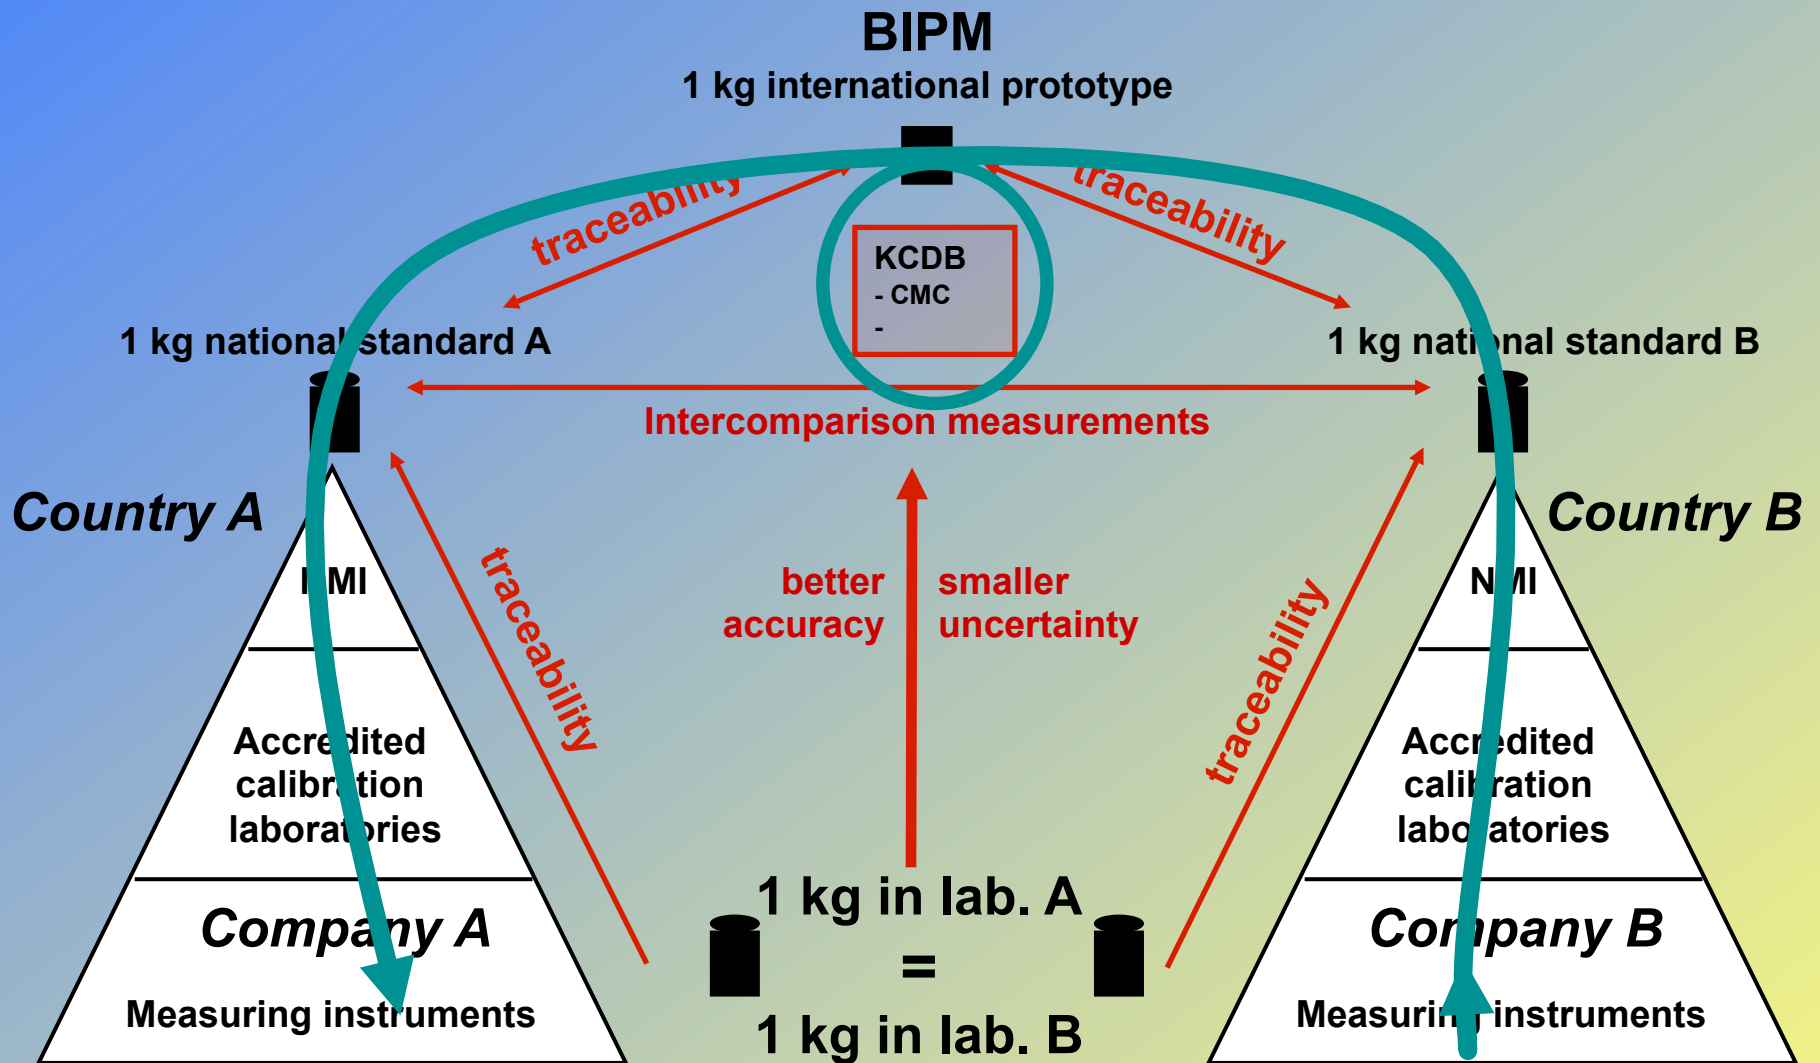 BIPM
1 kg international prototype
traceability
traceability
KCDB
- CMC
-
1 kg national standard A
1 kg national standard B
Intercomparison measurements
Country A
Country B
NMI
NMI
better
accuracy
smaller
uncertainty
traceability
traceability
Accredited
calibration
laboratories
Accredited
calibration
laboratories
1 kg in lab. A
=
1 kg in lab. B
Company A
Measuring instruments
Company B
Measuring instruments